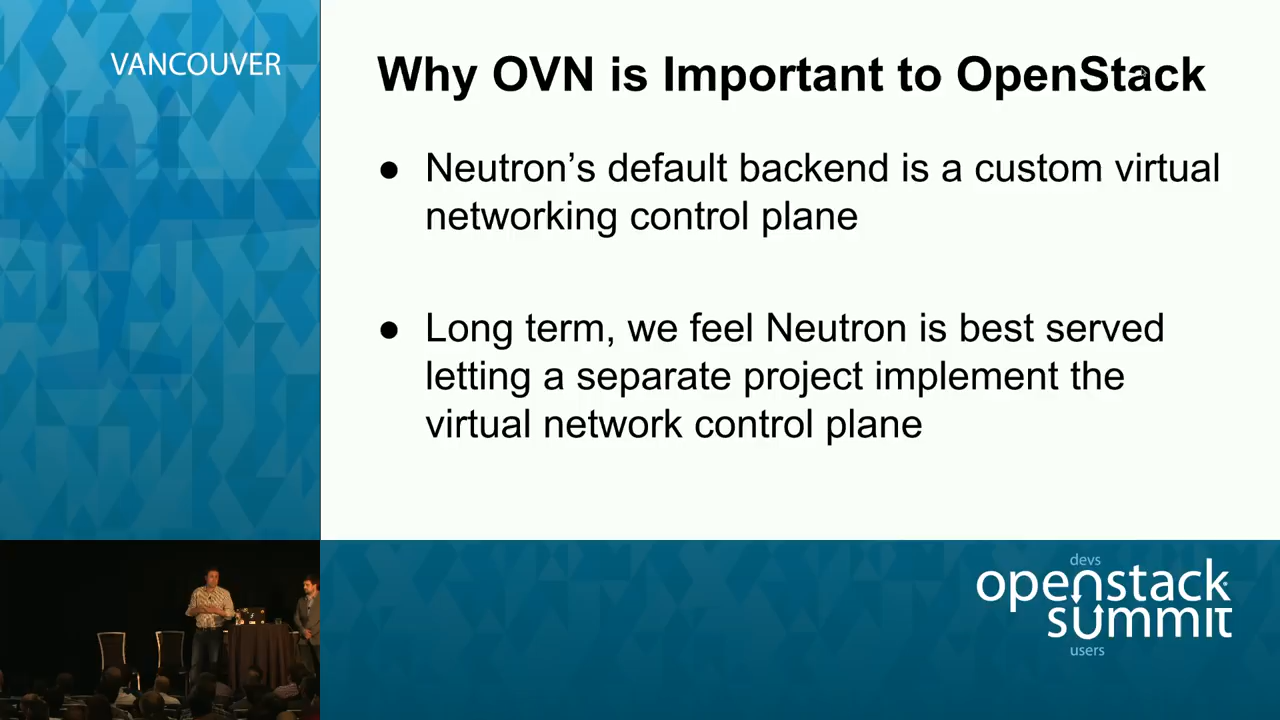 VANCOUVER
Why OVN is Important to OpenStack
● Neutron’s default backend is a custom virtual
networking control plane
● Long term, we feel Neutron is best served
letting a separate project implement the
virtual network control plane
devs
openstack
summit
users